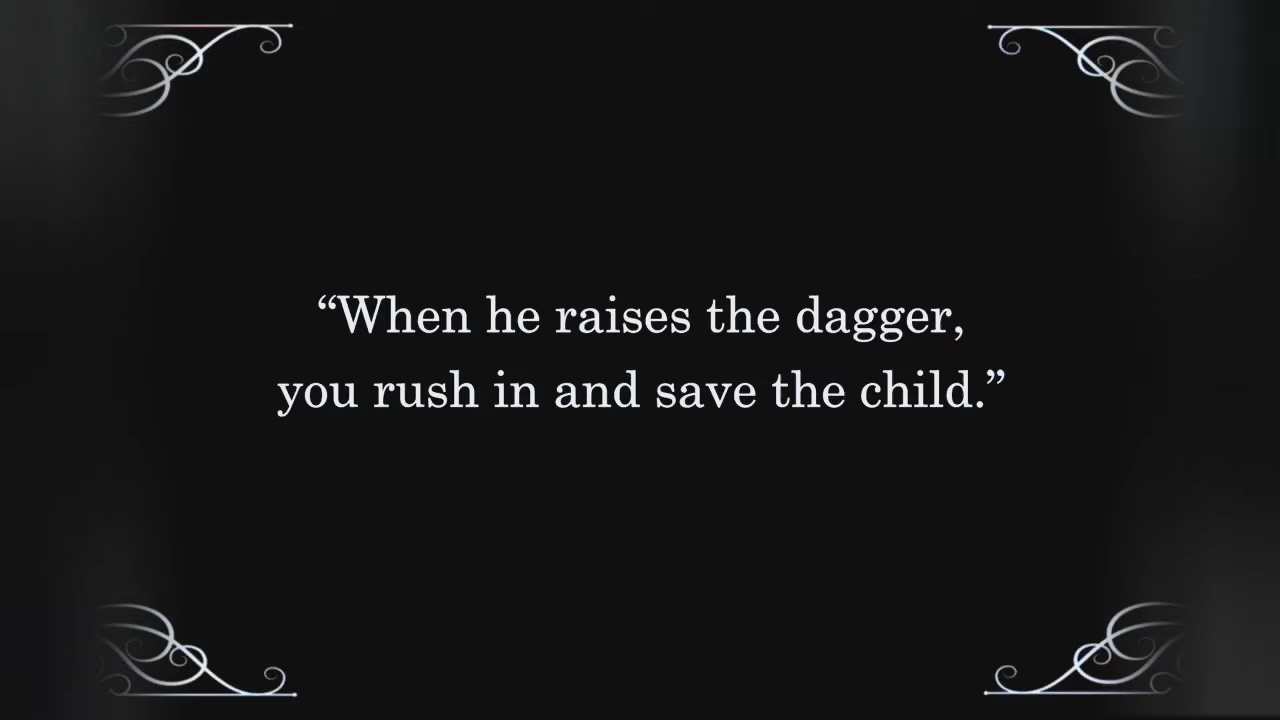 “When he raises the dagger,
you rush in and save the child.”